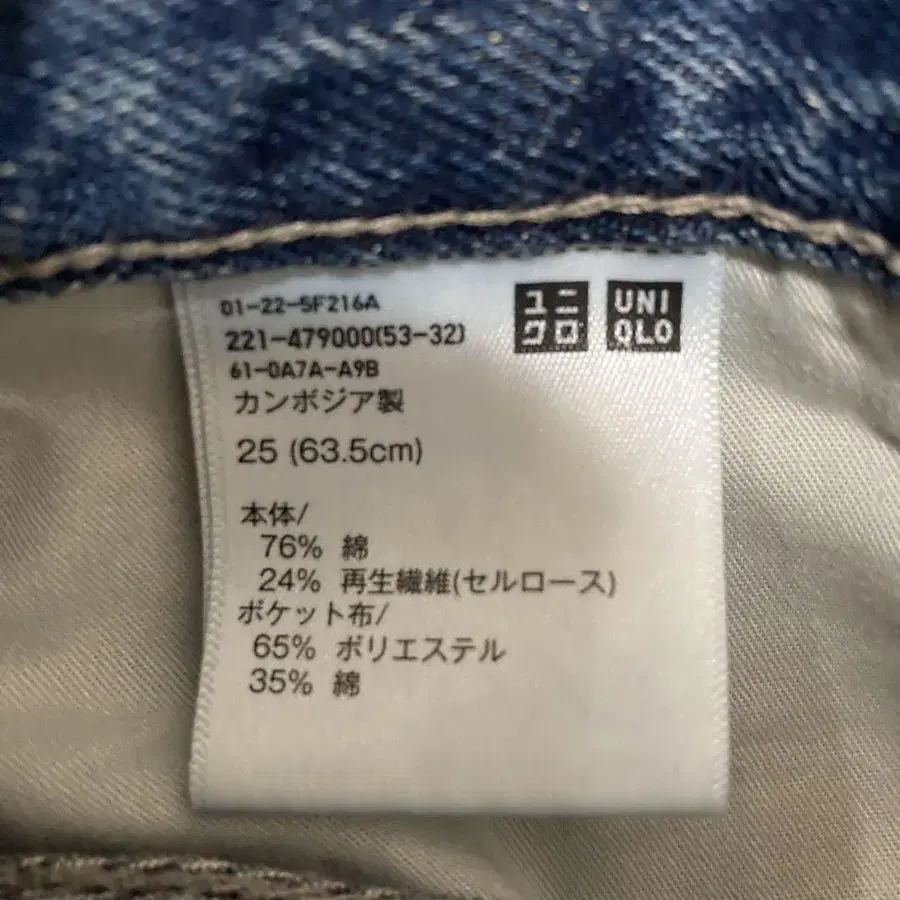 01-22-5F216A
221-479000(53-32)
61-0A7A-A9B
カンボジア製
25 (63.5cm)
ユニ
クロ
UNI
QLO
本体/
76% 綿
24% 再生繊維(セルロース)
ポケット布/
65% ポリエステル
35% 綿